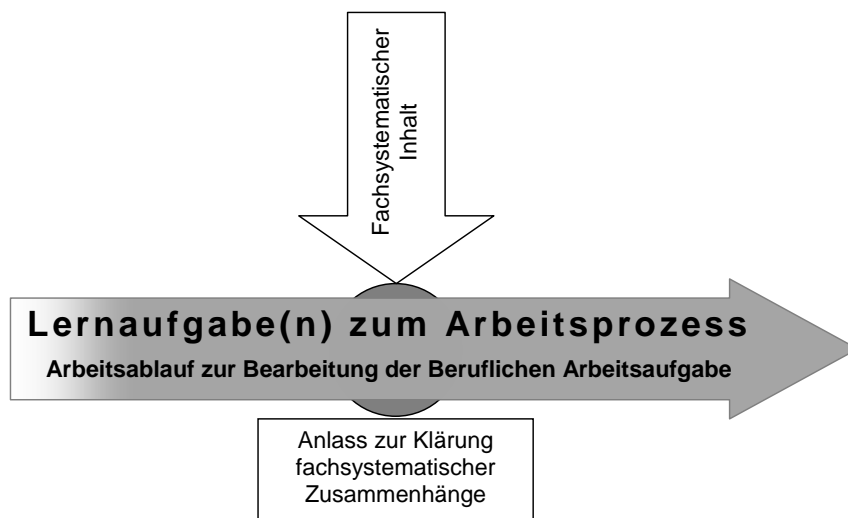 Fachsystematischer
Inhalt
Lernaufgabe(n) zum Arbeitsprozess
Arbeitsablauf zur Bearbeitung der Beruflichen Arbeitsaufgabe
Anlass zur Klärung
fachsystematischer
Zusammenhänge